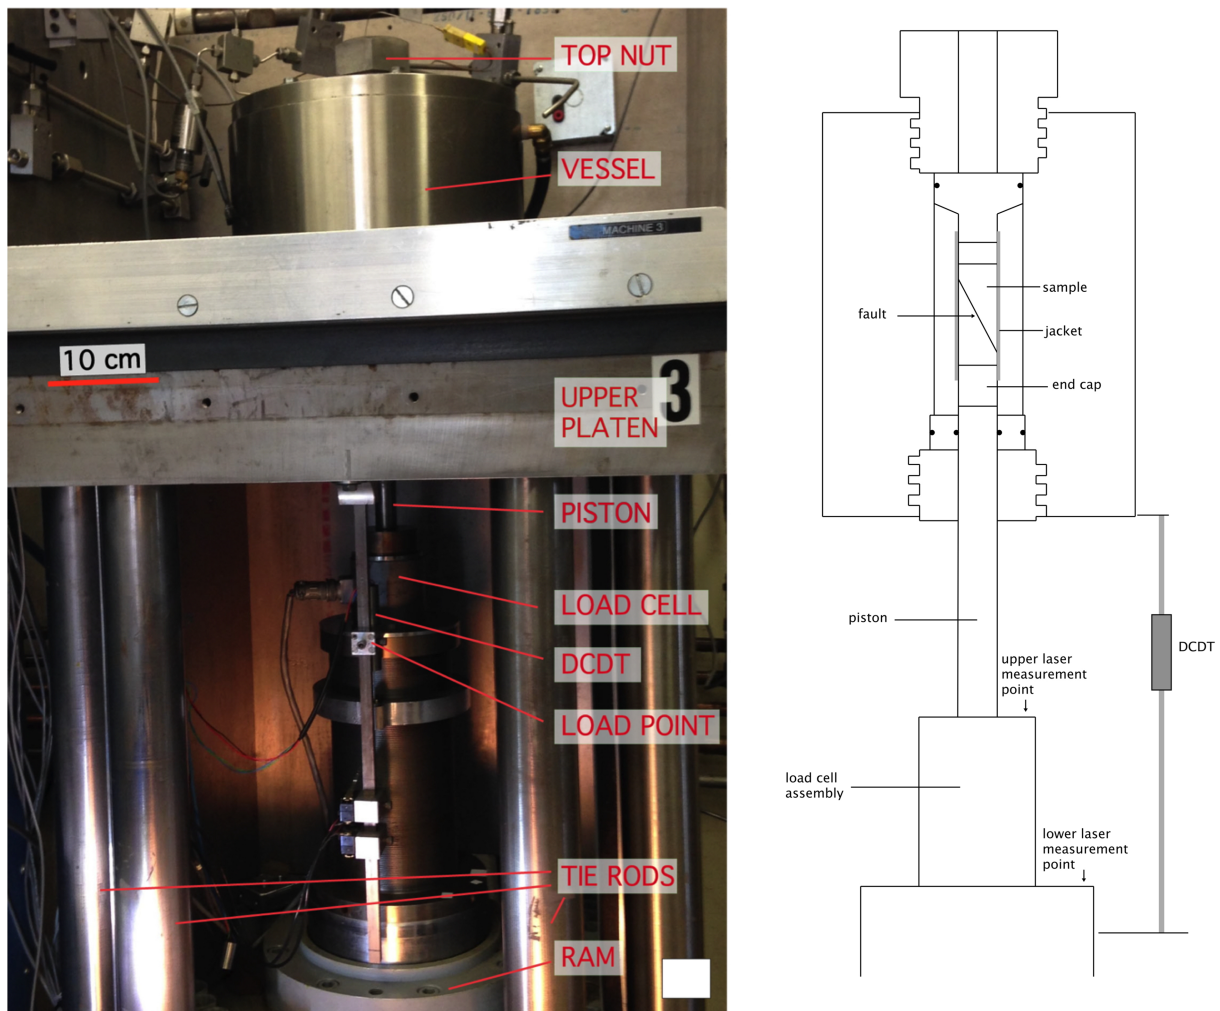 TOP NUT
VESSEL
MACHINE 3
10 cm
UPPER
PLATEN
3
PISTON
LOAD CELL
DCDT
LOAD POINT
TIE RODS
RAM
sample
fault
jacket
end cap
piston
upper laser
measurement
point
DCDT
load cell
assembly
lower laser
measurement
point